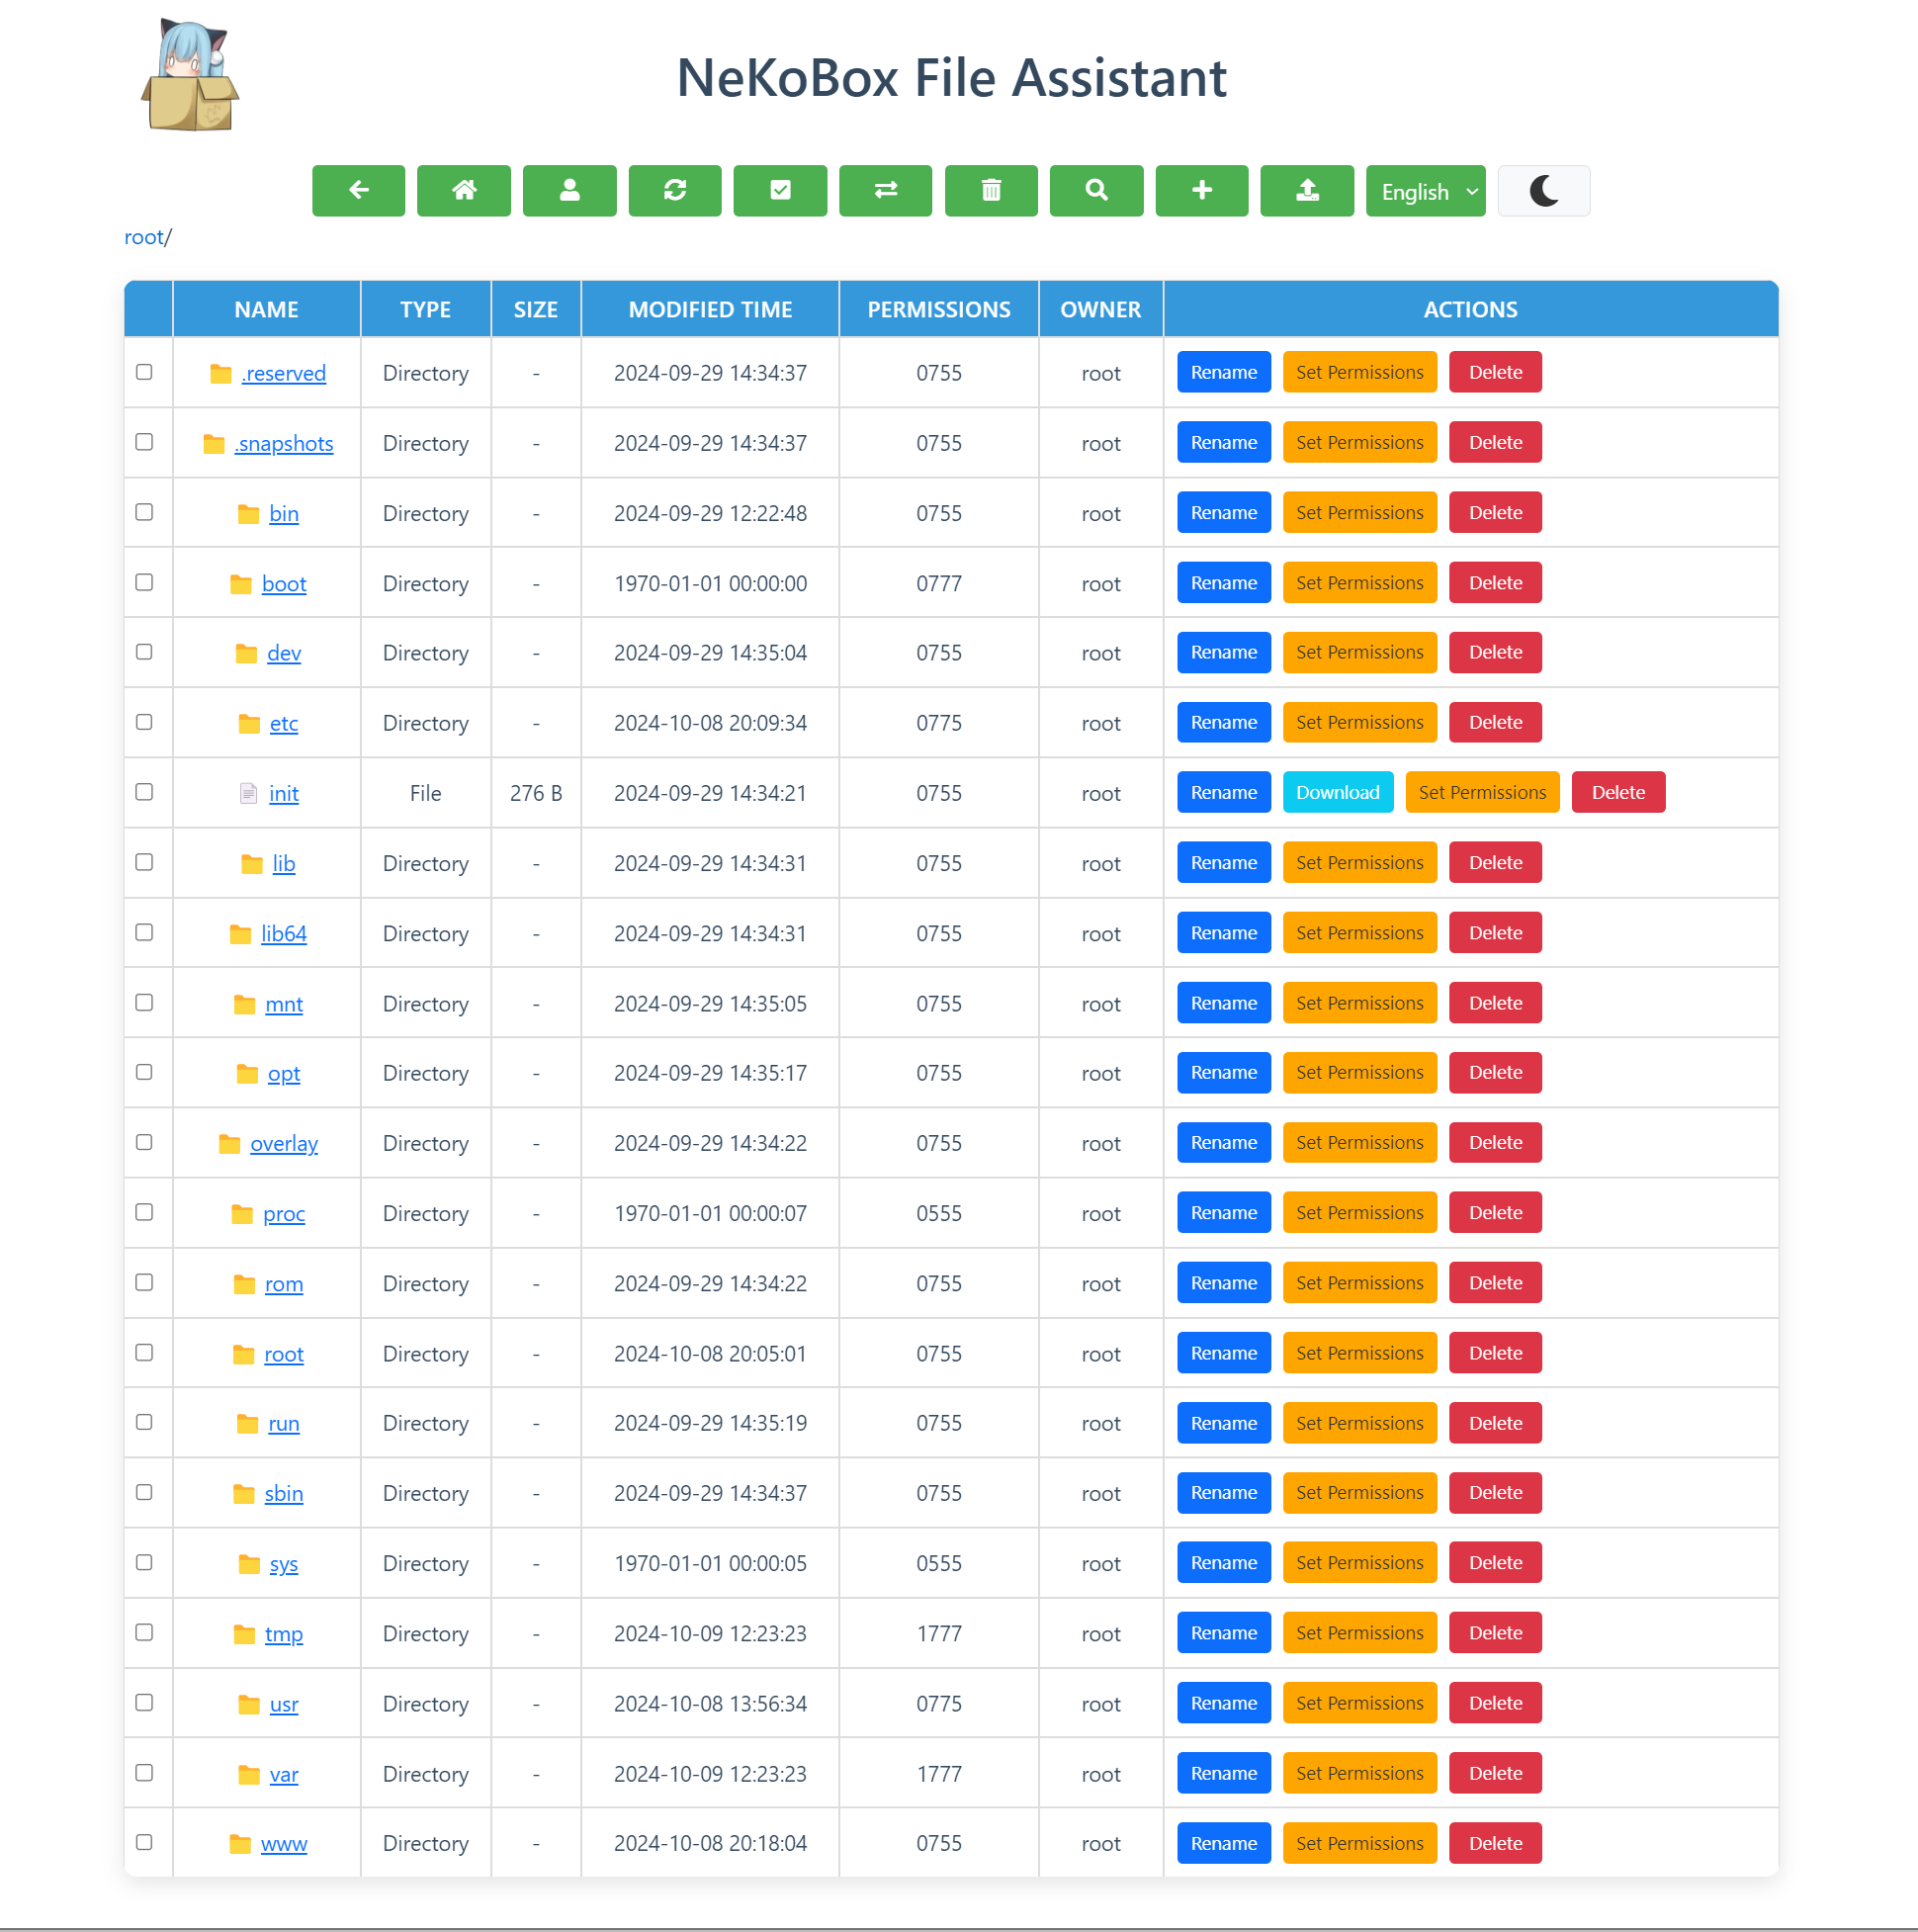 NeKoBox File Assistant
English
root/
NAME TYPE SIZE MODIFIED TIME PERMISSIONS OWNER ACTIONS
.reserved Directory - 2024-09-29 14:34:37 0755 root Rename Set Permissions Delete
.snapshots Directory - 2024-09-29 14:34:37 0755 root Rename Set Permissions Delete
bin Directory - 2024-09-29 12:22:48 0755 root Rename Set Permissions Delete
boot Directory - 1970-01-01 00:00:00 0777 root Rename Set Permissions Delete
dev Directory - 2024-09-29 14:35:04 0755 root Rename Set Permissions Delete
etc Directory - 2024-10-08 20:09:34 0775 root Rename Set Permissions Delete
init File 276 B 2024-09-29 14:34:21 0755 root Rename Download Set Permissions Delete
lib Directory - 2024-09-29 14:34:31 0755 root Rename Set Permissions Delete
lib64 Directory - 2024-09-29 14:34:31 0755 root Rename Set Permissions Delete
mnt Directory - 2024-09-29 14:35:05 0755 root Rename Set Permissions Delete
opt Directory - 2024-09-29 14:35:17 0755 root Rename Set Permissions Delete
overlay Directory - 2024-09-29 14:34:22 0755 root Rename Set Permissions Delete
proc Directory - 1970-01-01 00:00:07 0555 root Rename Set Permissions Delete
rom Directory - 2024-09-29 14:34:22 0755 root Rename Set Permissions Delete
root Directory - 2024-10-08 20:05:01 0755 root Rename Set Permissions Delete
run Directory - 2024-09-29 14:35:19 0755 root Rename Set Permissions Delete
sbin Directory - 2024-09-29 14:34:37 0755 root Rename Set Permissions Delete
sys Directory - 1970-01-01 00:00:05 0555 root Rename Set Permissions Delete
tmp Directory - 2024-10-09 12:23:23 1777 root Rename Set Permissions Delete
usr Directory - 2024-10-08 13:56:34 0775 root Rename Set Permissions Delete
var Directory - 2024-10-09 12:23:23 1777 root Rename Set Permissions Delete
www Directory - 2024-10-08 20:18:04 0755 root Rename Set Permissions Delete